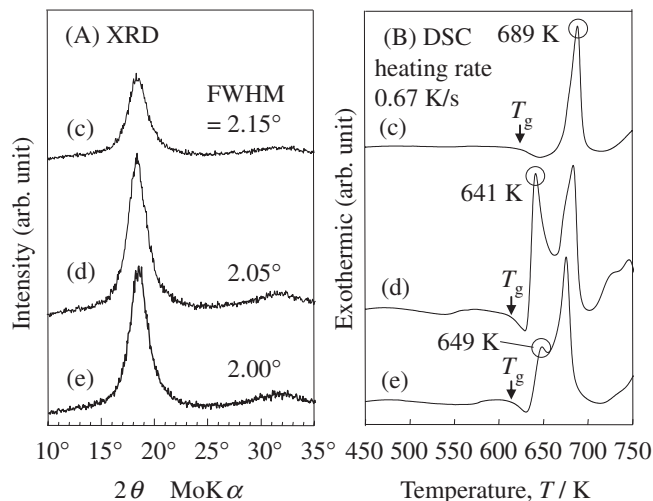 (A) XRD
FWHM
= 2.15°
(c)
2.05°
(d)
2.00°
(e)
Intensity (arb. unit)
10° 15° 20° 25° 30° 35°
2θ MoKα
(B) DSC
689 K
heating rate
0.67 K/s
Tg
(c)
641 K
Tg
(d)
649 K
Tg
(e)
Exothermic (arb. unit)
450 500 550 600 650 700 750
Temperature, T / K